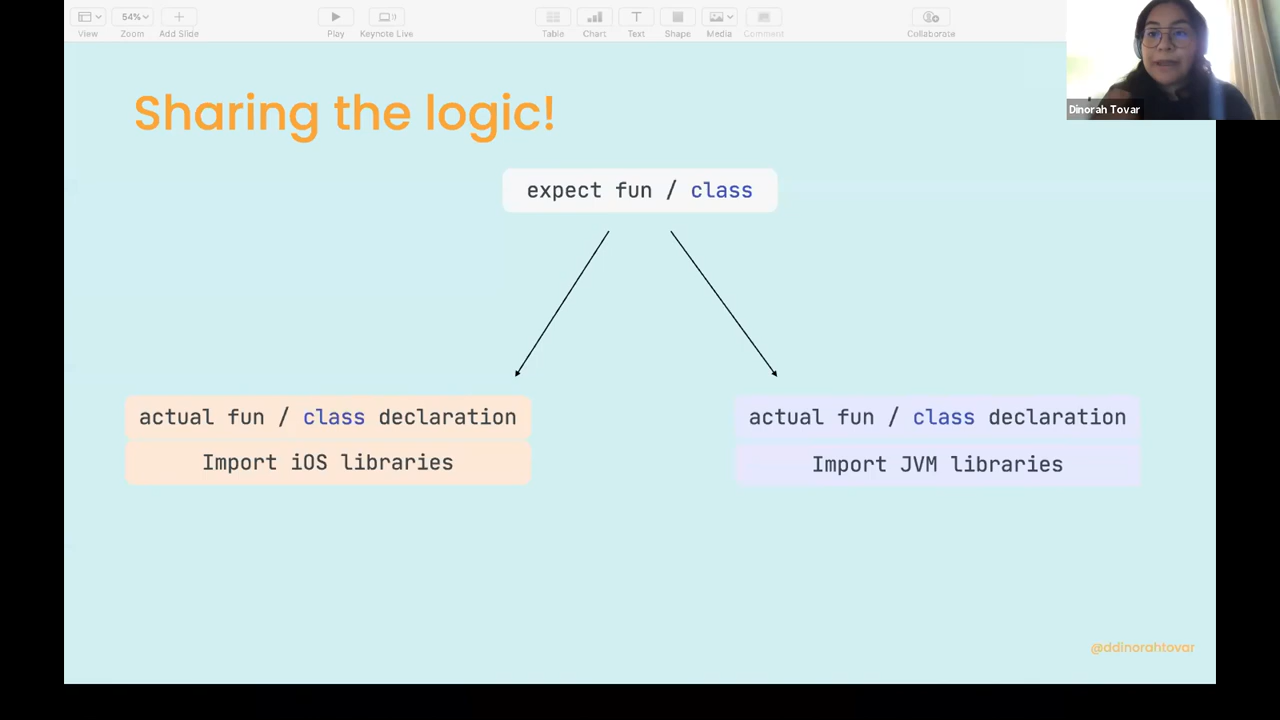 54%
View
Zoom
Add Slide
Play
Keynote Live
Table
Chart
Text
Shape
Media
Comment
Collaborate
Dinorah Tovar
Sharing the logic!
expect fun / class
actual fun / class declaration
Import iOS libraries
actual fun / class declaration
Import JVM libraries
@ddinorahtovar